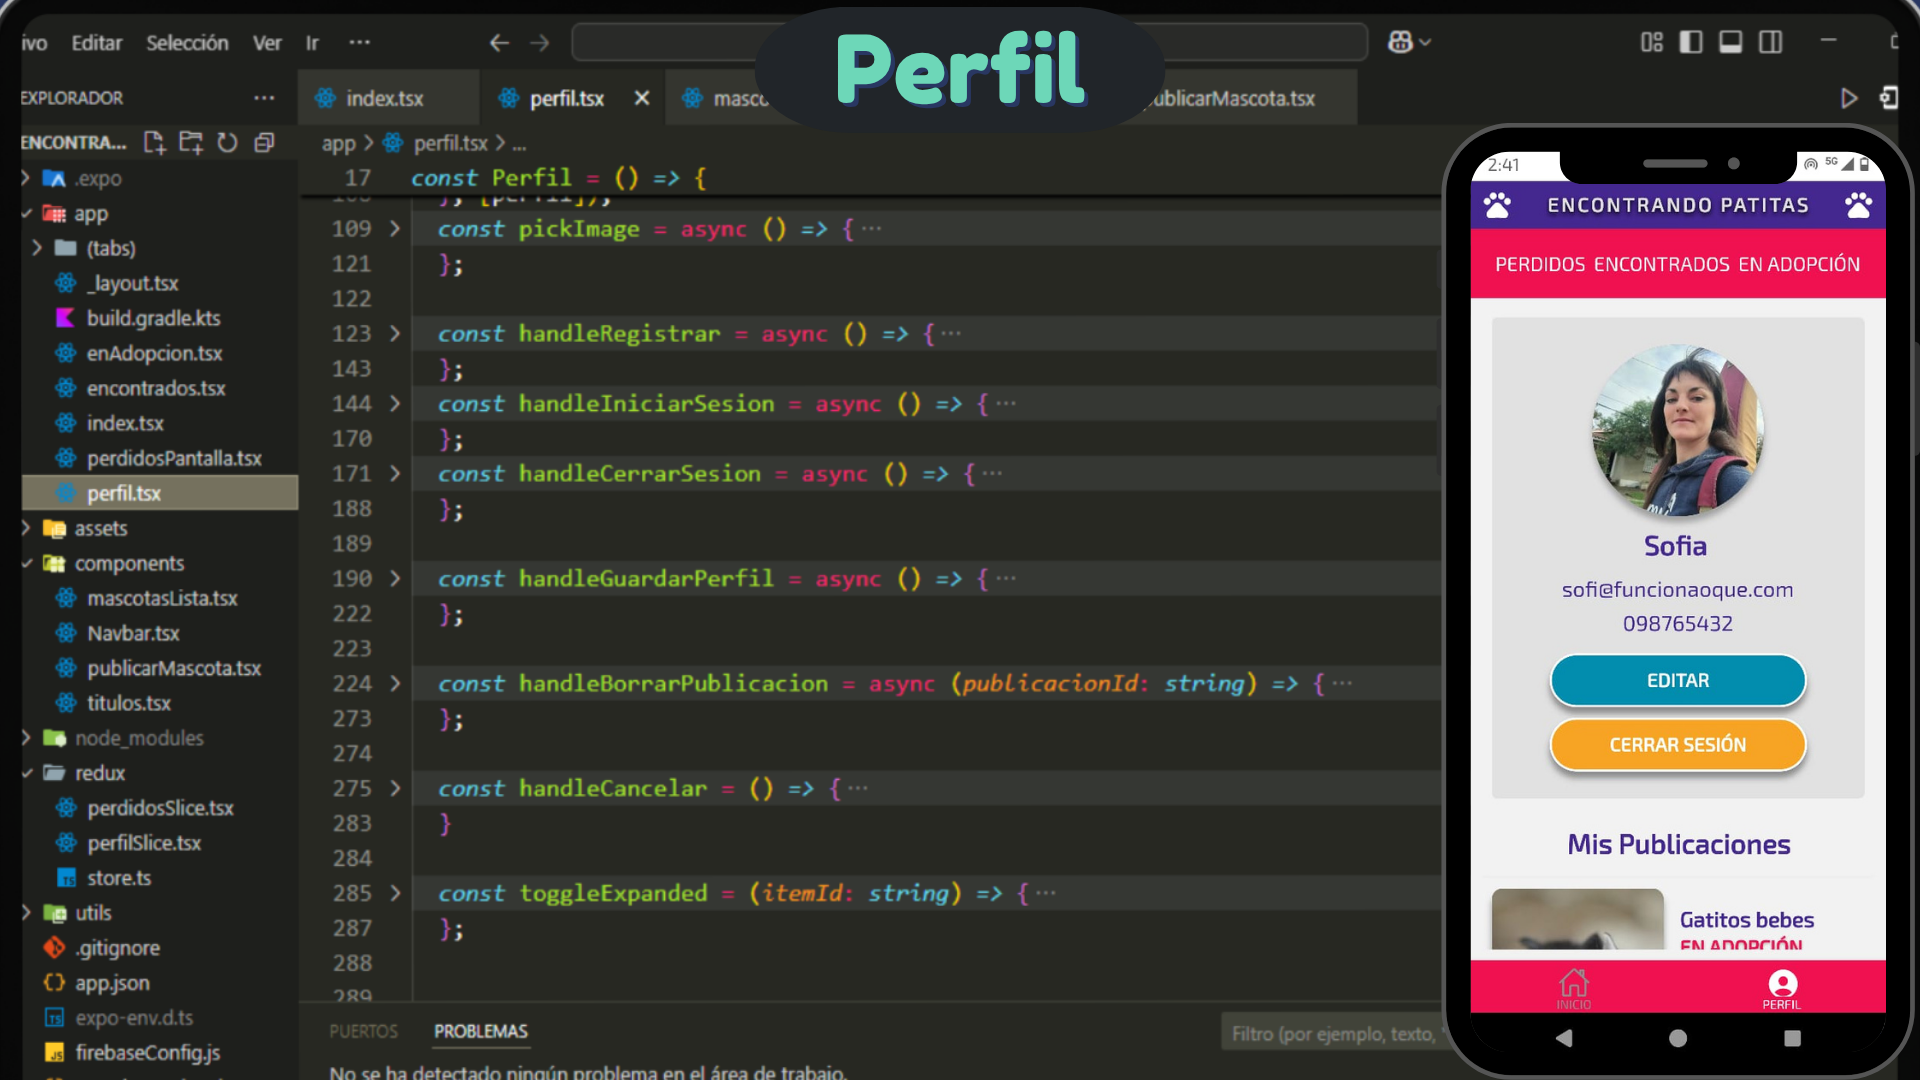 Perfil
ivo Editar Selección Ver Ir ···
EXPLORADOR ···
index.tsx perfil.tsx × masco ublicarMascota.tsx
ENCONTRA...
app > perfil.tsx > ...
.expo
app
(tabs)
_layout.tsx
build.gradle.kts
enAdopcion.tsx
encontrados.tsx
index.tsx
perdidosPantalla.tsx
perfil.tsx
assets
components
mascotasLista.tsx
Navbar.tsx
publicarMascota.tsx
titulos.tsx
node_modules
redux
perdidosSlice.tsx
perfilSlice.tsx
store.ts
utils
.gitignore
app.json
expo-env.d.ts
firebaseConfig.js
17 const Perfil = () => {
108 }, [perfil]);
109 const pickImage = async () => { ···
121 };
122
123 const handleRegistrar = async () => { ···
143 };
144 const handleIniciarSesion = async () => { ···
170 };
171 const handleCerrarSesion = async () => { ···
188 };
189
190 const handleGuardarPerfil = async () => { ···
222 };
223
224 const handleBorrarPublicacion = async (publicacionId: string) => { ···
273 };
274
275 const handleCancelar = () => { ···
283 }
284
285 const toggleExpanded = (itemId: string) => { ···
287 };
288
289
PUERTOS PROBLEMAS Filtro (por ejemplo, texto,
No se ha detectado ningún problema en el área de trabajo.
2:41 5G
ENCONTRANDO PATITAS
PERDIDOS ENCONTRADOS EN ADOPCIÓN
Sofia
sofi@funcionaoque.com
098765432
EDITAR
CERRAR SESIÓN
Mis Publicaciones
Gatitos bebes
EN ADOPCIÓN
INICIO PERFIL